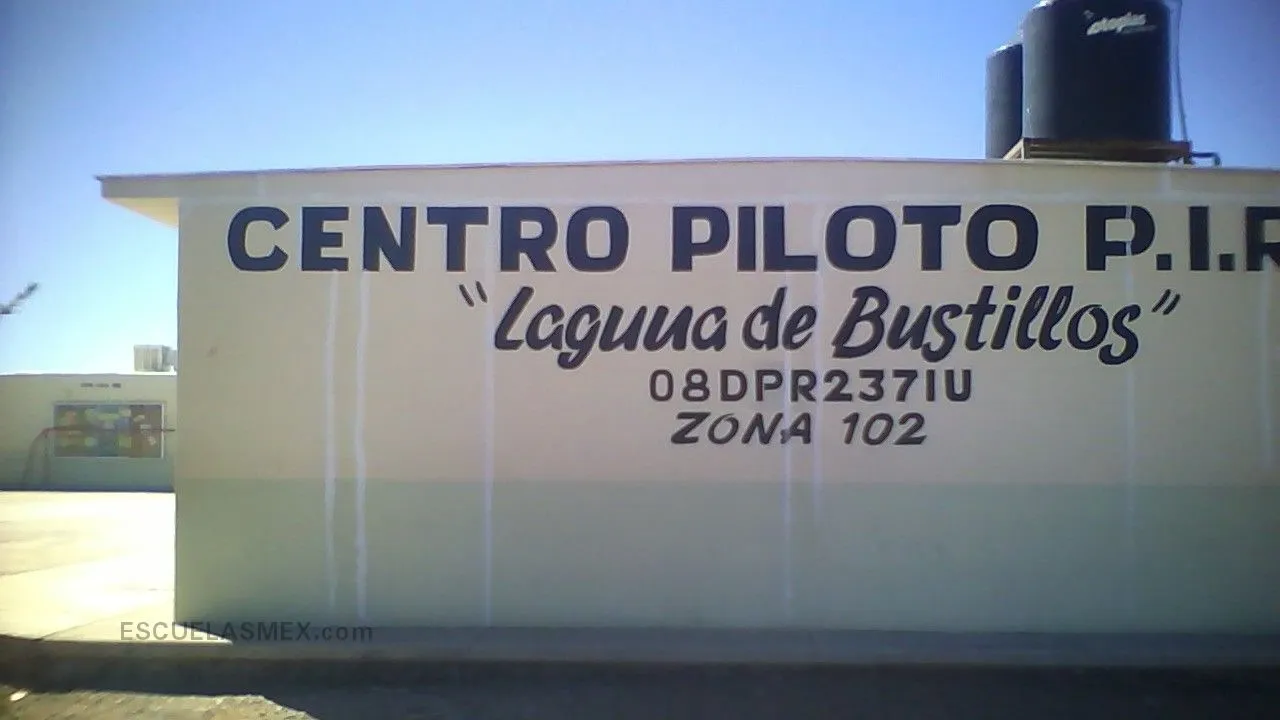 CENTRO PILOTO P.I.R
"Laguna de Bustillos"
08DPR2371U
ZONA 102
ESCUELASMEX.com